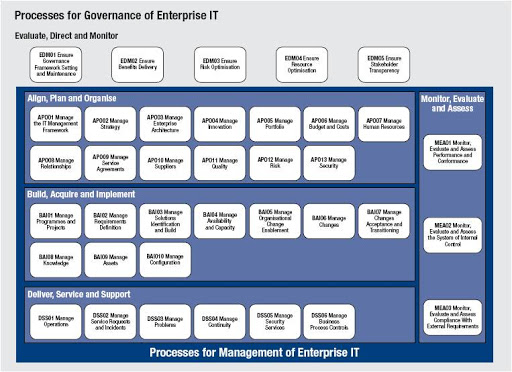 Processes for Governance of Enterprise IT
Evaluate, Direct and Monitor
EDM01 Ensure
Governance
Framework Setting
and Maintenance
EDM02 Ensure
Benefits Delivery
EDM03 Ensure
Risk Optimisation
EDM04 Ensure
Resource
Optimisation
EDM05 Ensure
Stakeholder
Transparency
Align, Plan and Organise
APO01 Manage
the IT Management
Framework
APO02 Manage
Strategy
APO03 Manage
Enterprise
Architecture
APO04 Manage
Innovation
APO05 Manage
Portfolio
APO06 Manage
Budget and Costs
APO07 Manage
Human Resources
APO08 Manage
Relationships
APO09 Manage
Service
Agreements
APO10 Manage
Suppliers
APO11 Manage
Quality
APO12 Manage
Risk
APO13 Manage
Security
Build, Acquire and Implement
BAI01 Manage
Programmes and
Projects
BAI02 Manage
Requirements
Definition
BAI03 Manage
Solutions
Identification
and Build
BAI04 Manage
Availability
and Capacity
BAI05 Manage
Organisational
Change
Enablement
BAI06 Manage
Changes
BAI07 Manage
Changes
Acceptance and
Transitioning
BAI08 Manage
Knowledge
BAI09 Manage
Assets
BAI010 Manage
Configuration
Deliver, Service and Support
DSS01 Manage
Operations
DSS02 Manage
Service Requests
and Incidents
DSS03 Manage
Problems
DSS04 Manage
Continuity
DSS05 Manage
Security
Services
DSS06 Manage
Business
Process Controls
Monitor, Evaluate
and Assess
MEA01 Monitor,
Evaluate and Assess
Performance and
Conformance
MEA02 Monitor,
Evaluate and Assess
the System of Internal
Control
MEA03 Monitor,
Evaluate and Assess
Compliance With
External Requirements
Processes for Management of Enterprise IT